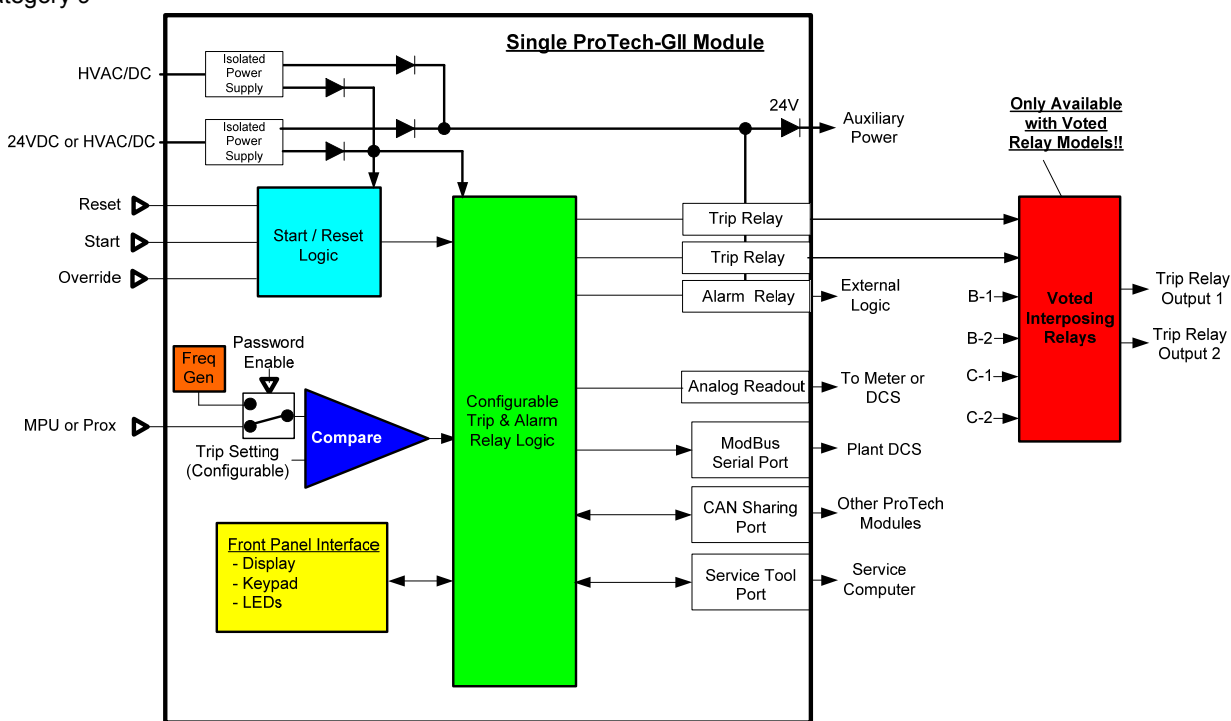 Single ProTech-GII Module
HVAC/DC
Isolated
Power
Supply
24VDC or HVAC/DC
Isolated
Power
Supply
24V
Auxiliary
Power
Only Available
with Voted
Relay Models!!
Reset
Start
Override
Start / Reset
Logic
Trip Relay
Trip Relay
Alarm Relay
External
Logic
B-1
B-2
C-1
C-2
Voted
Interposing
Relays
Trip Relay
Output 1
Trip Relay
Output 2
Freq
Gen
Password
Enable
MPU or Prox
Trip Setting
(Configurable)
Compare
Configurable
Trip & Alarm
Relay Logic
Analog Readout
To Meter or
DCS
ModBus
Serial Port
Plant DCS
CAN Sharing
Port
Other ProTech
Modules
Service Tool
Port
Service
Computer
Front Panel Interface
- Display
- Keypad
- LEDs